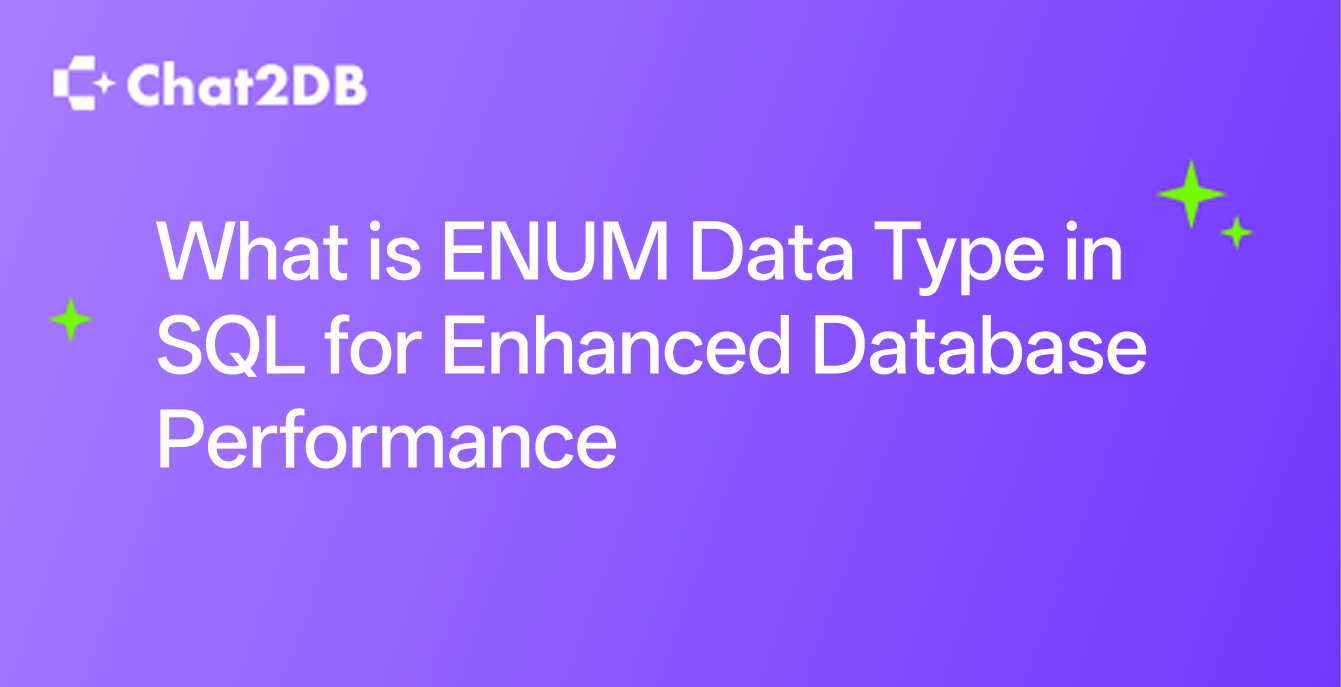 Chat2DB
What is ENUM Data Type in
SQL for Enhanced Database
Performance